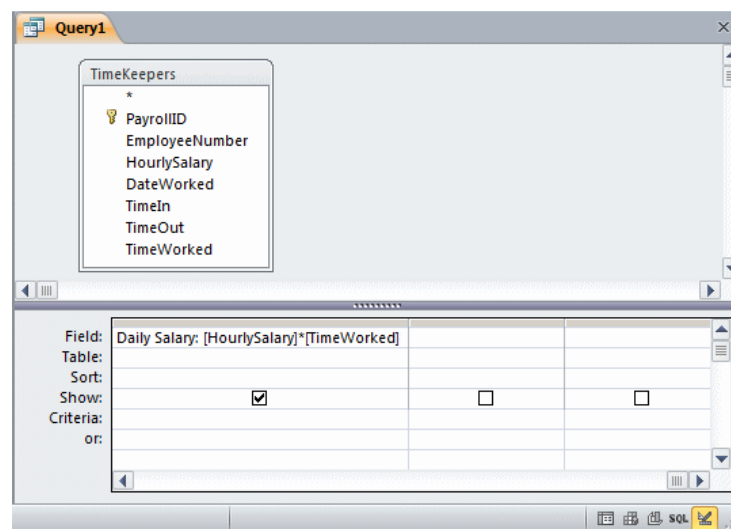 Query1
TimeKeepers
*
PayrollID
EmployeeNumber
HourlySalary
DateWorked
TimeIn
TimeOut
TimeWorked
Field: Daily Salary: [HourlySalary]*[TimeWorked]
Table:
Sort:
Show:
Criteria:
or:
SQL